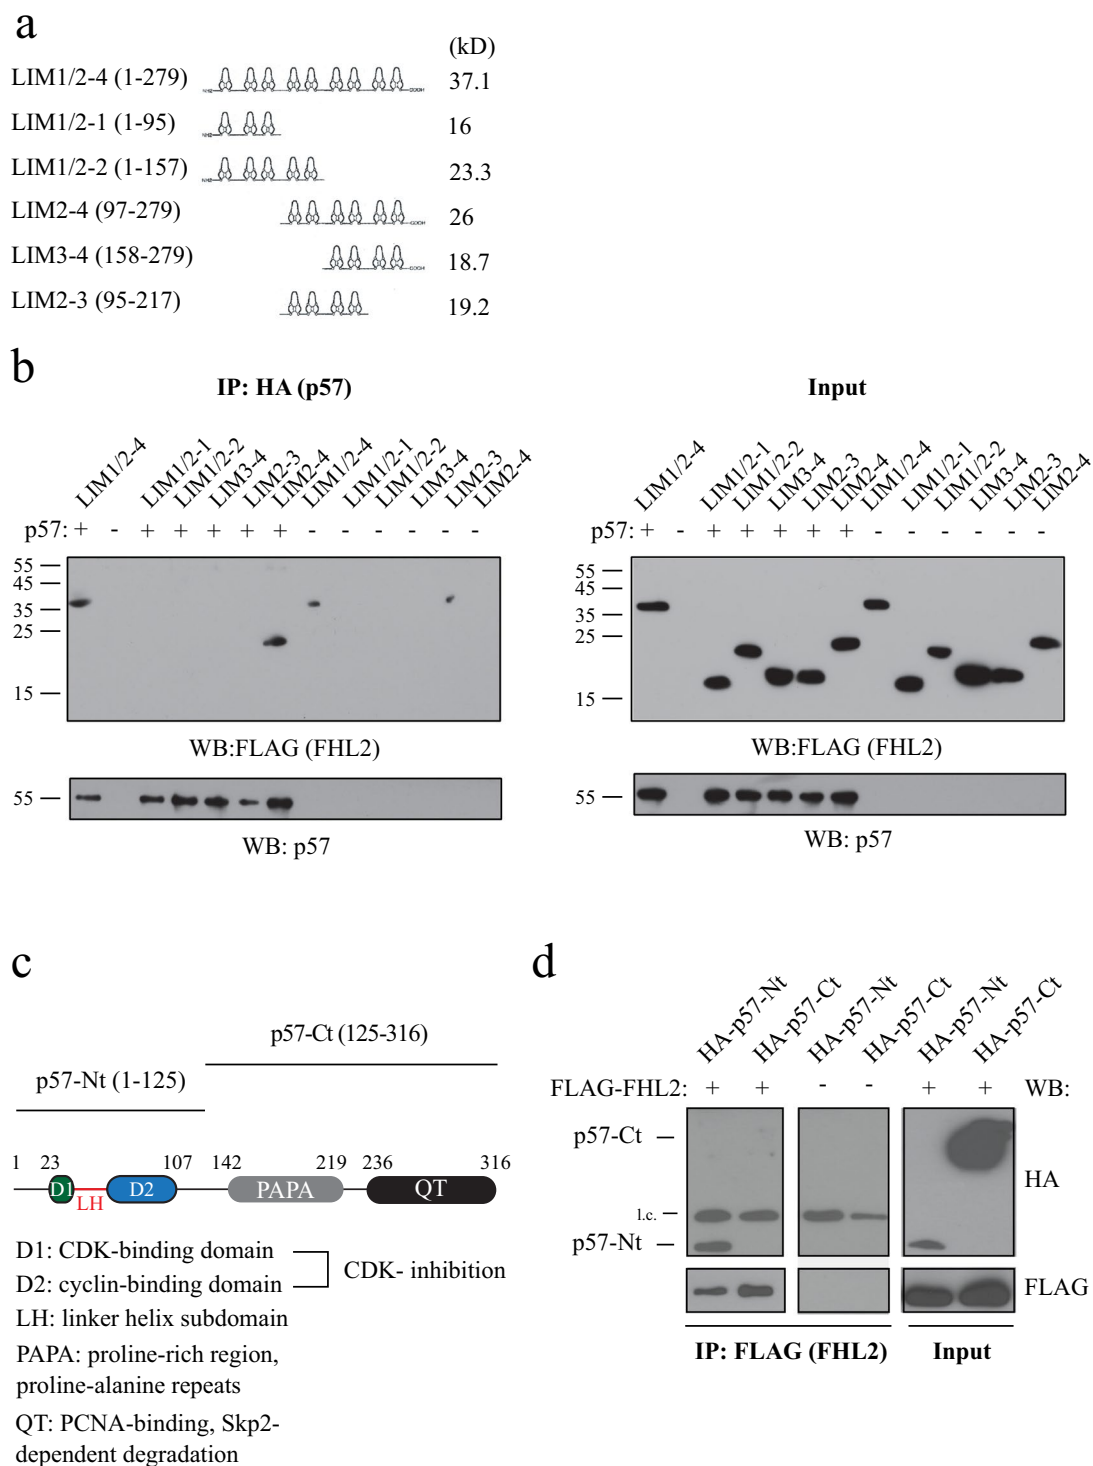 a
(kD)
LIM1/2-4 (1-279) 37.1
LIM1/2-1 (1-95) 16
LIM1/2-2 (1-157) 23.3
LIM2-4 (97-279) 26
LIM3-4 (158-279) 18.7
LIM2-3 (95-217) 19.2
b
IP: HA (p57)
LIM1/2-4 LIM1/2-1 LIM1/2-2 LIM3-4 LIM2-3 LIM2-4 LIM1/2-4 LIM1/2-1 LIM1/2-2 LIM3-4 LIM2-3 LIM2-4
p57: + - + + + + + - - - - - -
55
45
35
25
15
WB:FLAG (FHL2)
55
WB: p57
Input
LIM1/2-4 LIM1/2-1 LIM1/2-2 LIM3-4 LIM2-3 LIM2-4 LIM1/2-4 LIM1/2-1 LIM1/2-2 LIM3-4 LIM2-3 LIM2-4
p57: + - + + + + + - - - - - -
55
45
35
25
15
WB:FLAG (FHL2)
55
WB: p57
c
p57-Ct (125-316)
p57-Nt (1-125)
1 23 107 142 219 236 316
D1 D2 PAPA QT
LH
D1: CDK-binding domain
D2: cyclin-binding domain
CDK- inhibition
LH: linker helix subdomain
PAPA: proline-rich region,
proline-alanine repeats
QT: PCNA-binding, Skp2-
dependent degradation
d
HA-p57-Nt HA-p57-Ct HA-p57-Nt HA-p57-Ct HA-p57-Nt HA-p57-Ct
FLAG-FHL2: + + - - + + WB:
p57-Ct
HA
l.c.
p57-Nt
FLAG
IP: FLAG (FHL2) Input